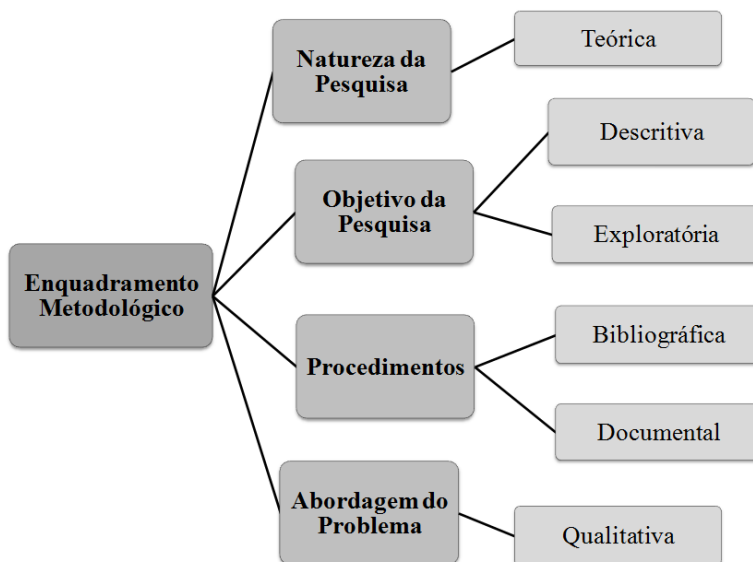 Enquadramento
Metodológico
Natureza da
Pesquisa
Teórica
Objetivo da
Pesquisa
Descritiva
Exploratória
Procedimentos
Bibliográfica
Documental
Abordagem do
Problema
Qualitativa